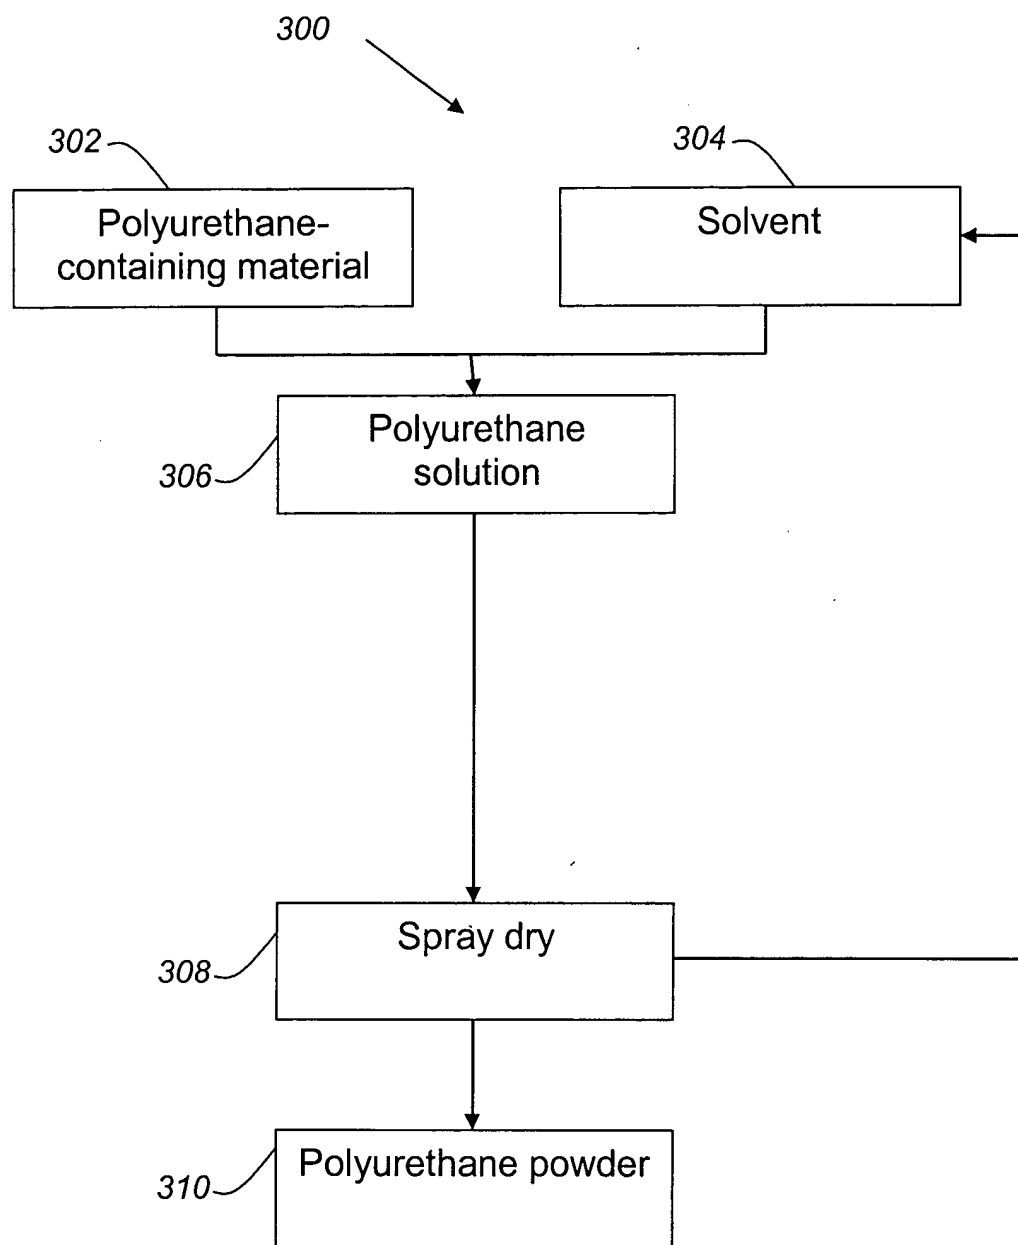 300
302
304
Polyurethane-
containing material
Solvent
Polyurethane
solution
306
Spray dry
308
Polyurethane powder
310